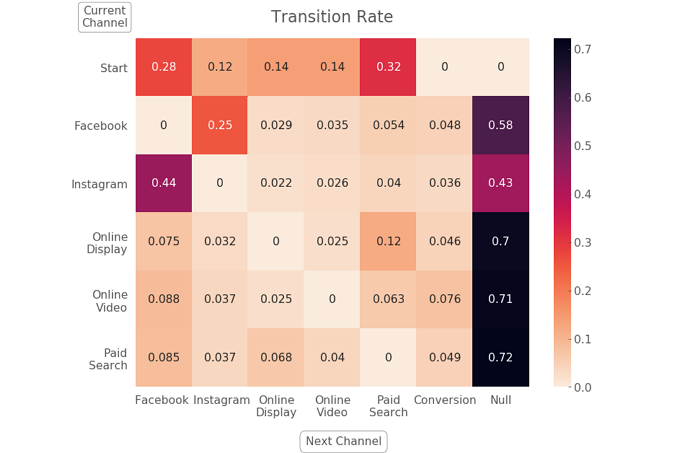 Current
Channel
Transition Rate
Start 0.28 0.12 0.14 0.14 0.32 0 0
Facebook 0 0.25 0.029 0.035 0.054 0.048 0.58
Instagram 0.44 0 0.022 0.026 0.04 0.036 0.43
Online
Display 0.075 0.032 0 0.025 0.12 0.046 0.7
Online
Video 0.088 0.037 0.025 0 0.063 0.076 0.71
Paid
Search 0.085 0.037 0.068 0.04 0 0.049 0.72
Facebook Instagram Online Online Paid Conversion Null
Display Video Search
Next Channel
0.7
0.6
0.5
0.4
0.3
0.2
0.1
0.0